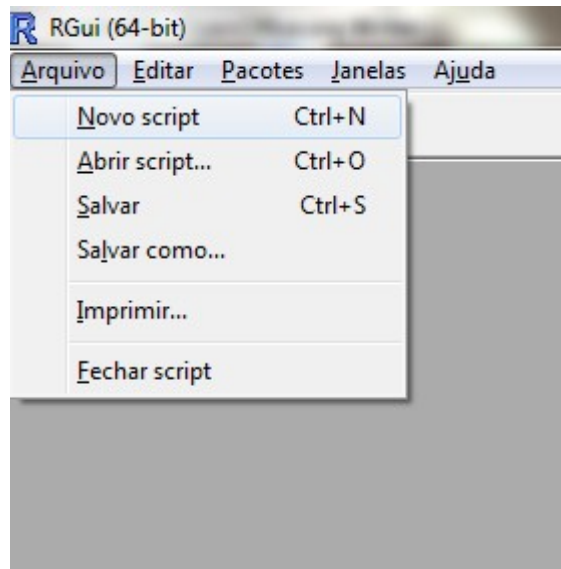 RGui (64-bit)
Arquivo Editar Pacotes Janelas Ajuda
Novo script Ctrl+N
Abrir script... Ctrl+O
Salvar Ctrl+S
Salvar como...
Imprimir...
Fechar script